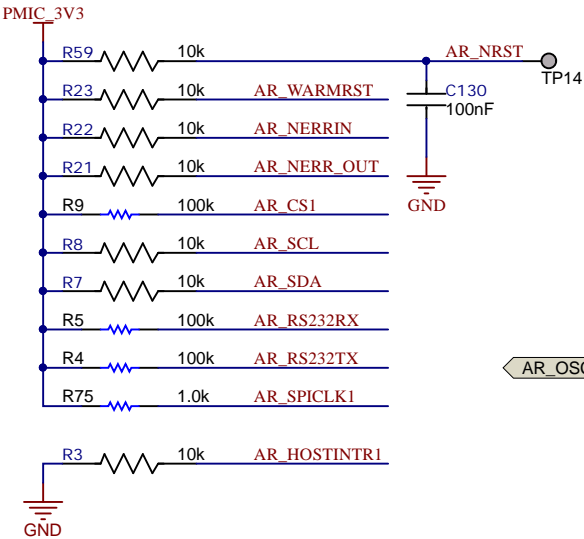 PMIC_3V3
R59 10k AR_NRST
TP14
R23 10k AR_WARMRST C130
100nF
R22 10k AR_NERRIN
R21 10k AR_NERR_OUT
R9 100k AR_CS1 GND
R8 10k AR_SCL
R7 10k AR_SDA
R5 100k AR_RS232RX
R4 100k AR_RS232TX AR_OSC
R75 1.0k AR_SPICLK1
R3 10k AR_HOSTINTR1
GND